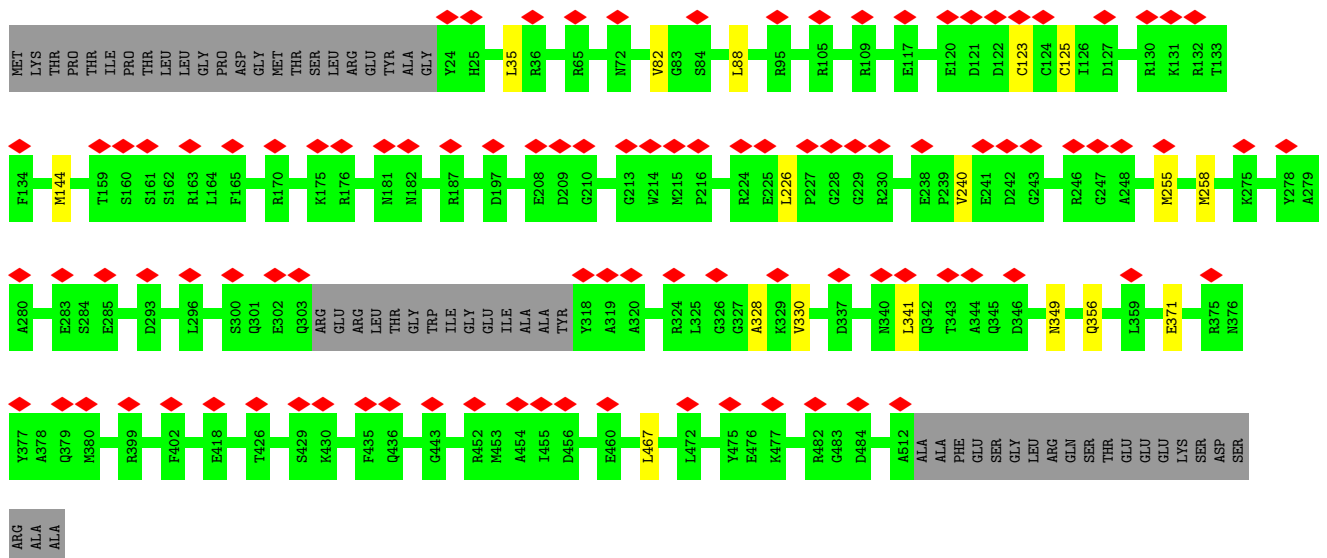 MET LYS THR PRO THR ILE PRO THR LEU LEU GLY PRO ASP GLY MET THR SER LEU ARG GLU TYR ALA GLY Y24 H25 L35 R36 R65 N72 V82 G83 S84 L88 R95 R105 R109 E117 E120 D121 D122 C123 C124 C125 I126 D127 R130 K131 R132 T133
F134 M144 T159 S160 S161 S162 R163 L164 F165 R170 K175 R176 N181 N182 R187 D197 E208 D209 G210 G213 W214 M215 P216 R224 E225 L226 P227 G228 G229 R230 E238 P239 V240 E241 D242 G243 R246 G247 A248 M255 M258 K275 Y278 A279
A280 E283 S284 E285 D293 L296 S300 Q301 E302 Q303 ARG GLU ARG LEU THR GLY TRP ILE GLY GLU ILE ALA ALA TYR Y318 A319 A320 R324 L325 G326 G327 A328 K329 V330 D337 N340 L341 Q342 T343 A344 Q345 D346 N349 Q356 L359 E371 R375 N376
Y377 A378 Q379 M380 R399 F402 E418 T426 S429 K430 F435 Q436 G443 R452 M453 A454 I455 D456 E460 L467 L472 Y475 E476 K477 R482 G483 D484 A512 ALA ALA PHE GLU SER GLY LEU ARG GLN SER THR GLU GLU GLU LYS SER ASP SER
ARG ALA ALA